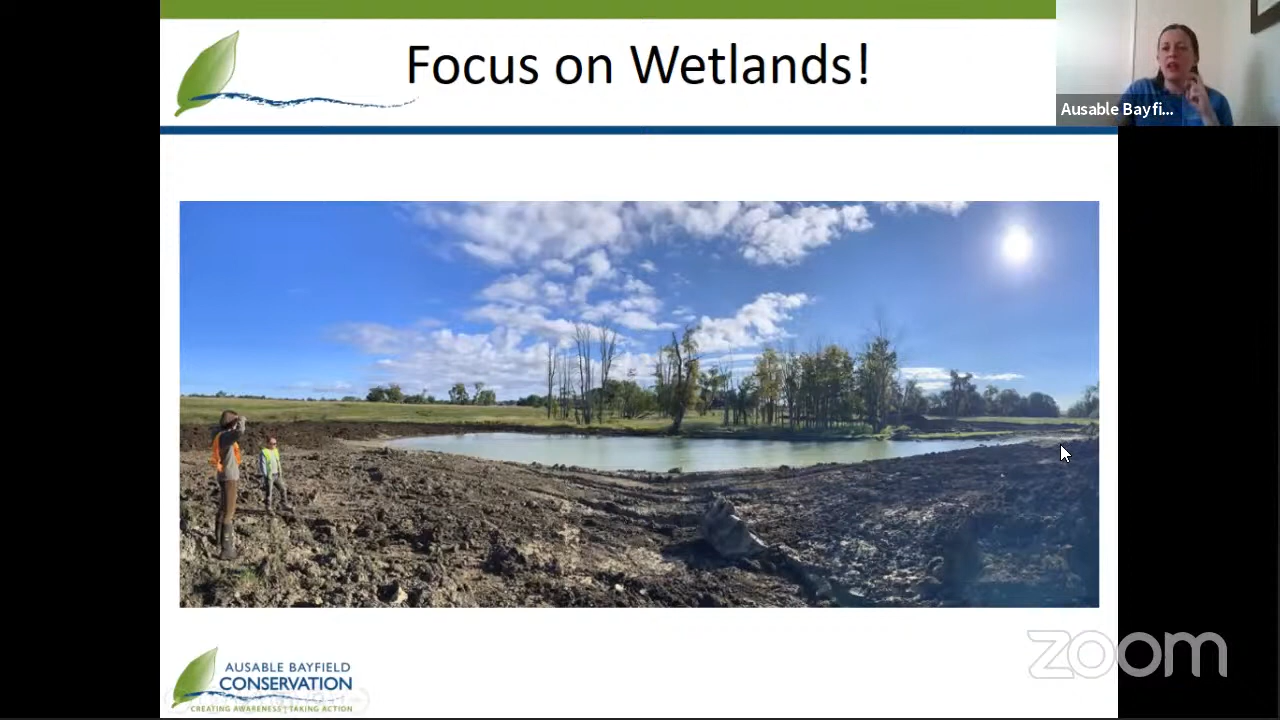 Focus on Wetlands!
Ausable Bayfi...
AUSABLE BAYFIELD
CONSERVATION
CREATING AWARENESS | TAKING ACTION
zoom